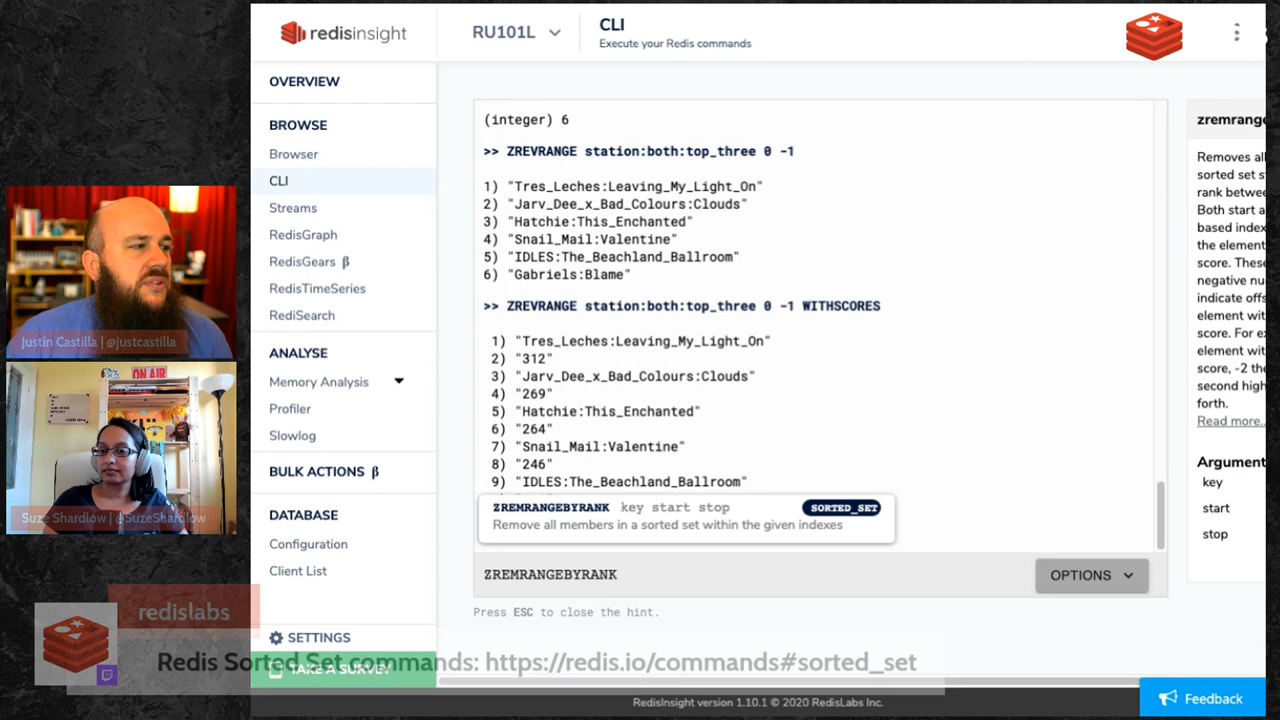 redisinsight
RU101L
CLI
Execute your Redis commands
OVERVIEW
BROWSE
Browser
CLI
Streams
RedisGraph
RedisGears β
RedisTimeSeries
RediSearch
ANALYSE
Memory Analysis
Profiler
Slowlog
BULK ACTIONS β
DATABASE
Configuration
Client List
SETTINGS
TAKE A SURVEY
(integer) 6
>> ZREVRANGE station:both:top_three 0 -1
1) "Tres_Leches:Leaving_My_Light_On"
2) "Jarv_Dee_x_Bad_Colours:Clouds"
3) "Hatchie:This_Enchanted"
4) "Snail_Mail:Valentine"
5) "IDLES:The_Beachland_Ballroom"
6) "Gabriels:Blame"
>> ZREVRANGE station:both:top_three 0 -1 WITHSCORES
1) "Tres_Leches:Leaving_My_Light_On"
2) "312"
3) "Jarv_Dee_x_Bad_Colours:Clouds"
4) "269"
5) "Hatchie:This_Enchanted"
6) "264"
7) "Snail_Mail:Valentine"
8) "246"
9) "IDLES:The_Beachland_Ballroom"
ZREMRANGEBYRANK key start stop SORTED_SET
Remove all members in a sorted set within the given indexes
ZREMRANGEBYRANK
OPTIONS
Press ESC to close the hint.
zremrange
Removes all
sorted set s
rank betwee
Both start a
based index
the element
score. These
negative nu
indicate offs
element wit
score. For ex
element wit
score, -2 the
second high
forth.
Read more..
Argument
key
start
stop
Justin Castilla | @justcastilla
ON AIR
Suze Shardlow | @SuzeShardlow
redislabs
Redis Sorted Set commands: https://redis.io/commands#sorted_set
RedisInsight version 1.10.1 © 2020 RedisLabs Inc.
Feedback